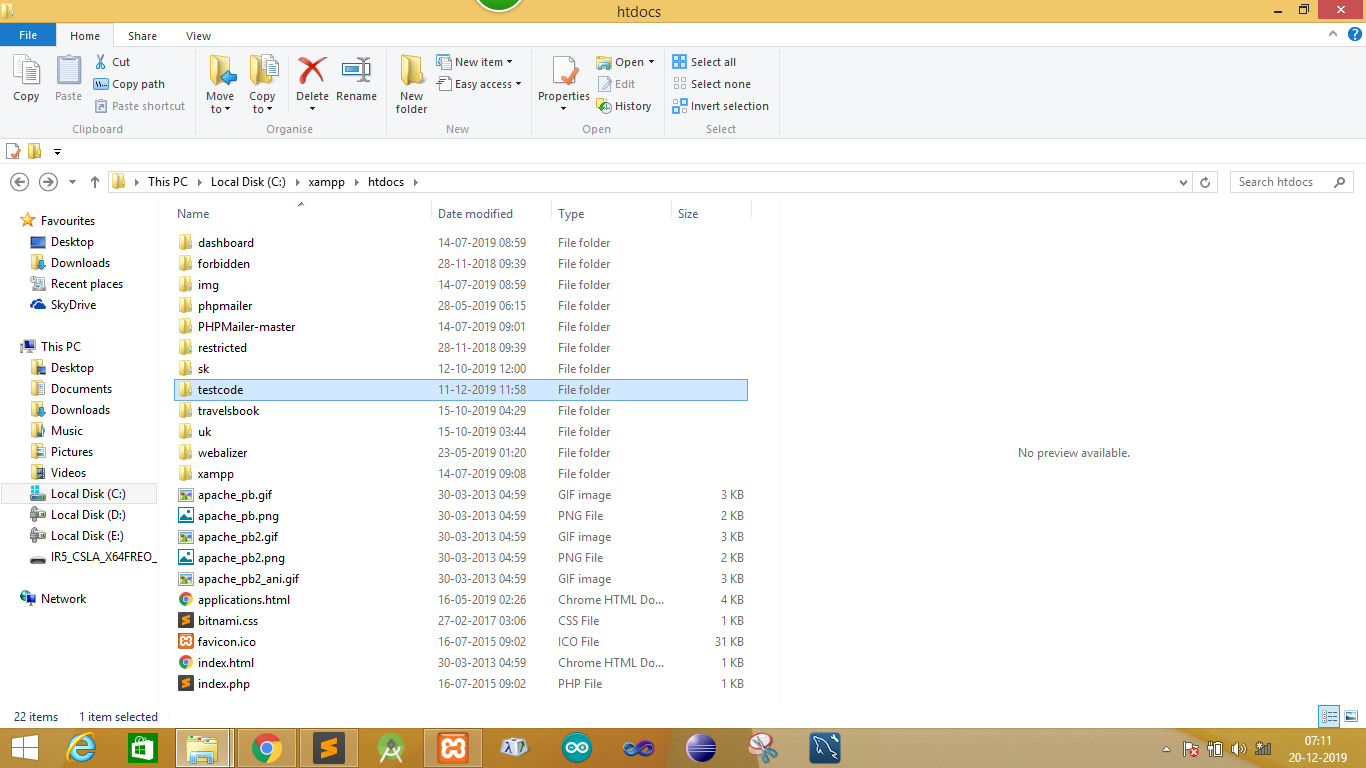 htdocs
File Home Share View
Copy Paste Cut Copy path Paste shortcut
Clipboard
Move to Copy to Delete Rename
Organise
New folder New item Easy access
New
Properties Open Edit History
Open
Select all Select none Invert selection
Select
This PC Local Disk (C:) xampp htdocs Search htdocs
Favourites
Desktop
Downloads
Recent places
SkyDrive
This PC
Desktop
Documents
Downloads
Music
Pictures
Videos
Local Disk (C:)
Local Disk (D:)
Local Disk (E:)
IR5_CSLA_X64FREO_
Network
Name Date modified Type Size
dashboard 14-07-2019 08:59 File folder
forbidden 28-11-2018 09:39 File folder
img 14-07-2019 08:59 File folder
phpmailer 28-05-2019 06:15 File folder
PHPMailer-master 14-07-2019 09:01 File folder
restricted 28-11-2018 09:39 File folder
sk 12-10-2019 12:00 File folder
testcode 11-12-2019 11:58 File folder
travelsbook 15-10-2019 04:29 File folder
uk 15-10-2019 03:44 File folder
webalizer 23-05-2019 01:20 File folder
xampp 14-07-2019 09:08 File folder
apache_pb.gif 30-03-2013 04:59 GIF image 3 KB
apache_pb.png 30-03-2013 04:59 PNG File 2 KB
apache_pb2.gif 30-03-2013 04:59 GIF image 3 KB
apache_pb2.png 30-03-2013 04:59 PNG File 2 KB
apache_pb2_ani.gif 30-03-2013 04:59 GIF image 3 KB
applications.html 16-05-2019 02:26 Chrome HTML Do... 4 KB
bitnami.css 27-02-2017 03:06 CSS File 1 KB
favicon.ico 16-07-2015 09:02 ICO File 31 KB
index.html 30-03-2013 04:59 Chrome HTML Do... 1 KB
index.php 16-07-2015 09:02 PHP File 1 KB
No preview available.
22 items 1 item selected
07:11
20-12-2019